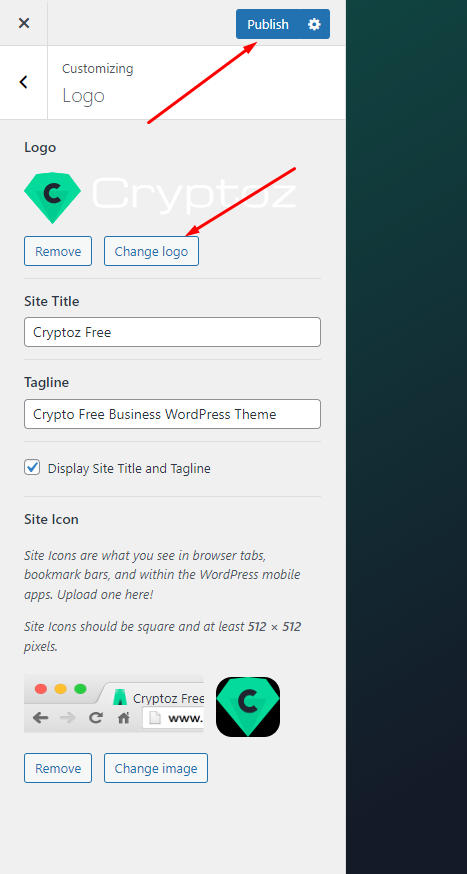 Publish
Customizing
Logo
Logo
C Cryptoz
Remove
Change logo
Site Title
Cryptoz Free
Tagline
Crypto Free Business WordPress Theme
Display Site Title and Tagline
Site Icon
Site Icons are what you see in browser tabs,
bookmark bars, and within the WordPress mobile
apps. Upload one here!
Site Icons should be square and at least 512 × 512
pixels.
Cryptoz Free
www.
C
Remove
Change image